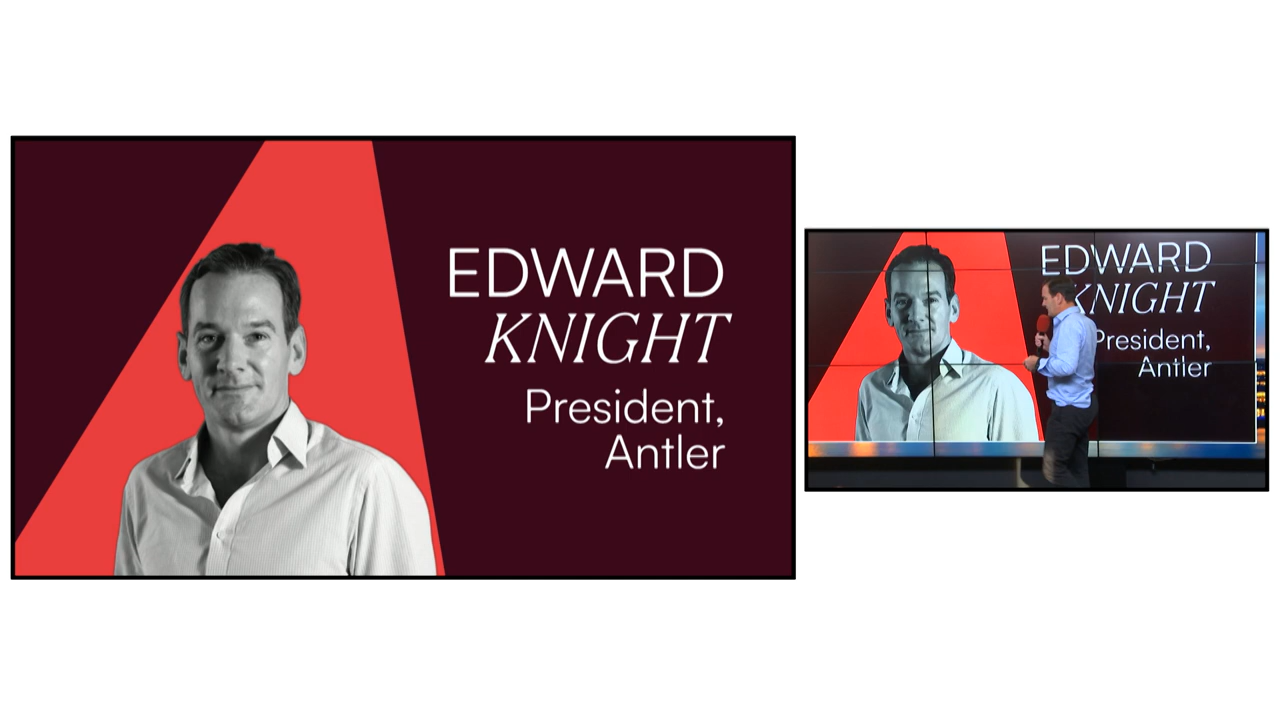 EDWARD
KNIGHT
President,
Antler
EDWARD
KNIGHT
President,
Antler